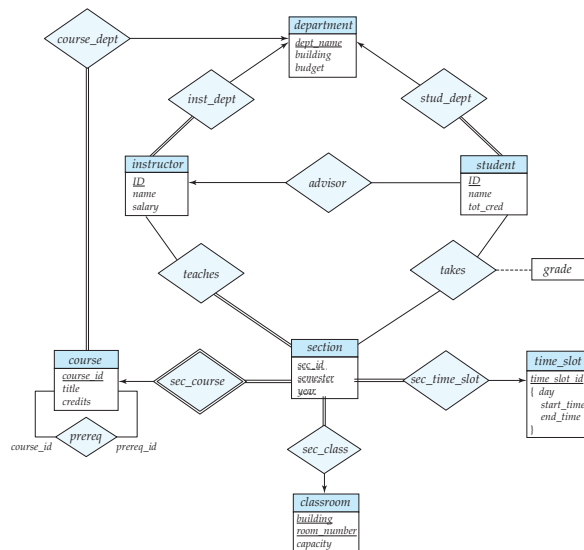 department
course_dept
dept_name
building
budget
inst_dept
stud_dept
instructor
ID
name
salary
advisor
student
ID
name
tot_cred
teaches
takes
grade
section
sec_id
semester
year
course
course_id
title
credits
sec_course
sec_time_slot
time_slot
time_slot_id
{ day
start_time
end_time
}
prereq
course_id
prereq_id
sec_class
classroom
building
room_number
capacity